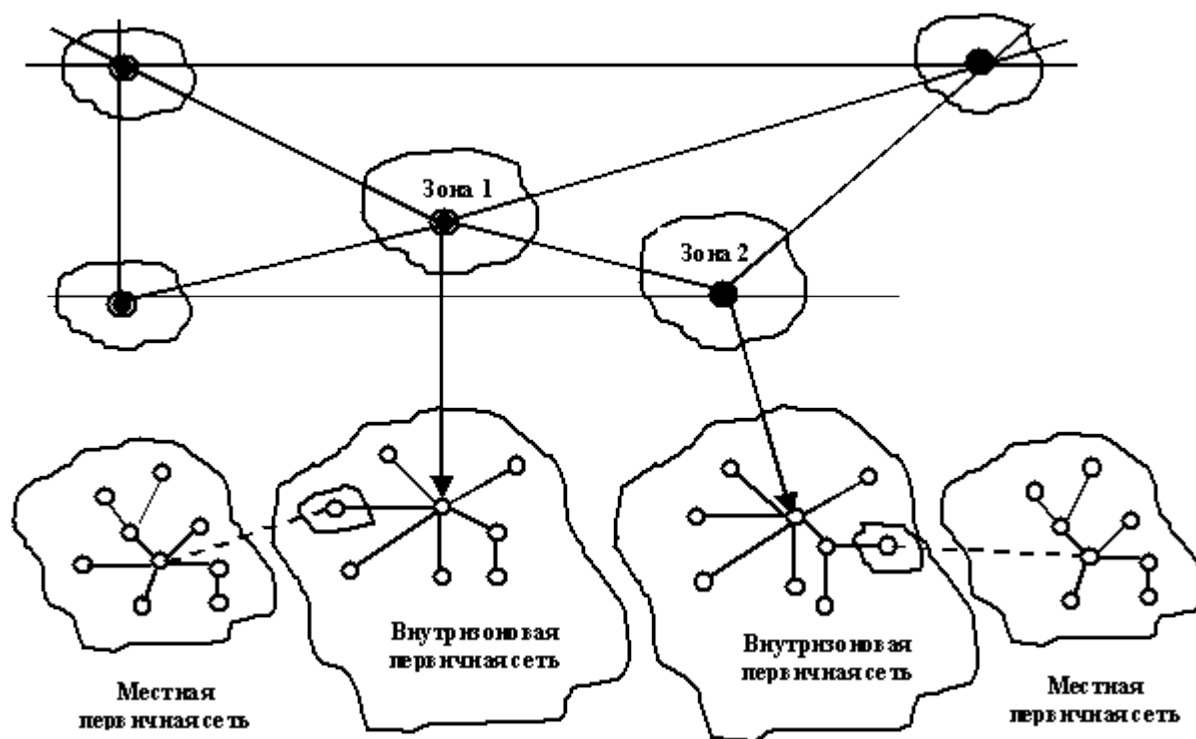 Зона 1
Зона 2
Внутризоновая
первичная сеть
Внутризоновая
первичная сеть
Местная
первичная сеть
Местная
первичная сеть